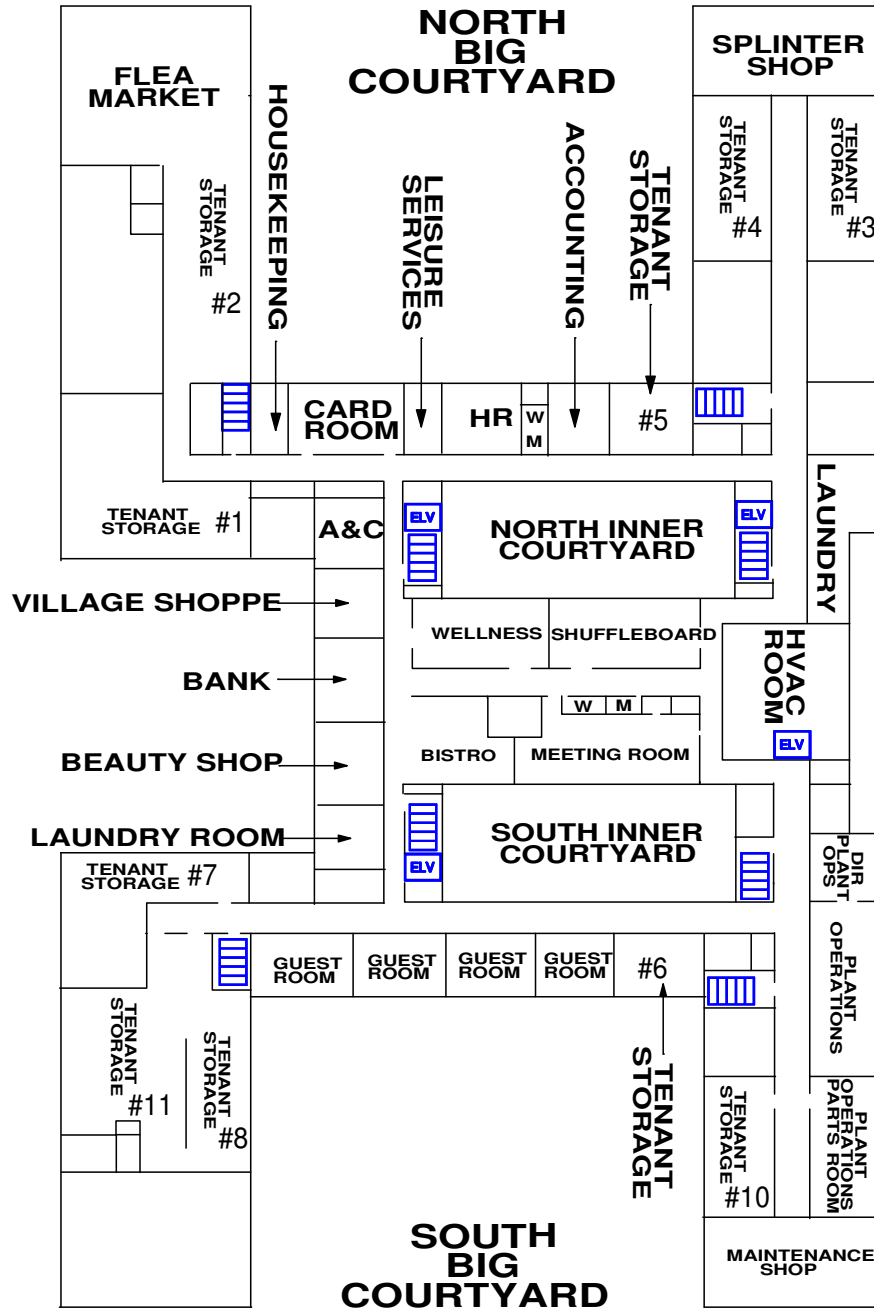 NORTH
BIG
COURTYARD
SPLINTER
SHOP
FLEA
MARKET
HOUSEKEEPING
LEISURE
SERVICES
ACCOUNTING
TENANT
STORAGE
TENANT
STORAGE
#4
TENANT
STORAGE
#3
TENANT
STORAGE
#2
CARD
ROOM
HR
W
M
#5
LAUNDRY
TENANT
STORAGE
#1
A&C
ELV
NORTH INNER
COURTYARD
ELV
VILLAGE SHOPPE
WELLNESS
SHUFFLEBOARD
HVAC
ROOM
BANK
W
M
ELV
BEAUTY SHOP
BISTRO
MEETING ROOM
LAUNDRY ROOM
SOUTH INNER
COURTYARD
ELV
DIR
PLANT
OPS
TENANT
STORAGE
#7
GUEST
ROOM
GUEST
ROOM
GUEST
ROOM
GUEST
ROOM
#6
PLANT
OPERATIONS
TENANT
STORAGE
#11
TENANT
STORAGE
#8
TENANT
STORAGE
TENANT
STORAGE
#10
PLANT
OPERATIONS
PARTS ROOM
SOUTH
BIG
COURTYARD
MAINTENANCE
SHOP